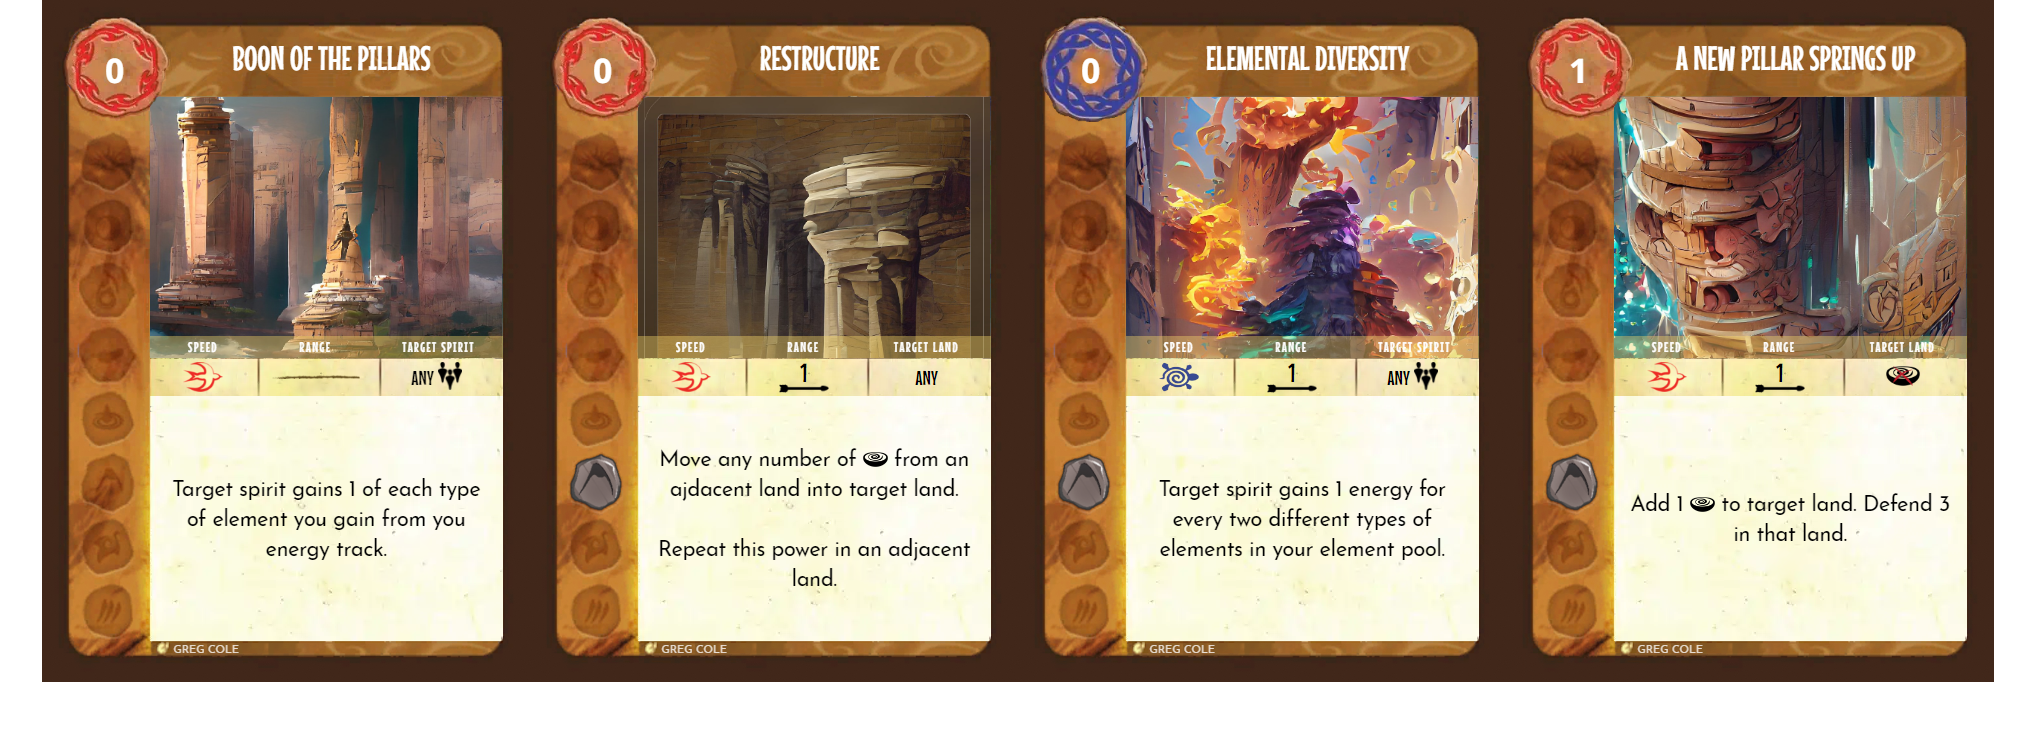 0
BOON OF THE PILLARS
SPEED RANGE TARGET SPIRIT
ANY
Target spirit gains 1 of each type
of element you gain from you
energy track.
GREG COLE
0
RESTRUCTURE
SPEED RANGE TARGET LAND
1 ANY
Move any number of from an
ajdacent land into target land.
Repeat this power in an adjacent
land.
GREG COLE
0
ELEMENTAL DIVERSITY
SPEED RANGE TARGET SPIRIT
1 ANY
Target spirit gains 1 energy for
every two different types of
elements in your element pool.
GREG COLE
1
A NEW PILLAR SPRINGS UP
SPEED RANGE TARGET LAND
1
Add 1 to target land. Defend 3
in that land.
GREG COLE